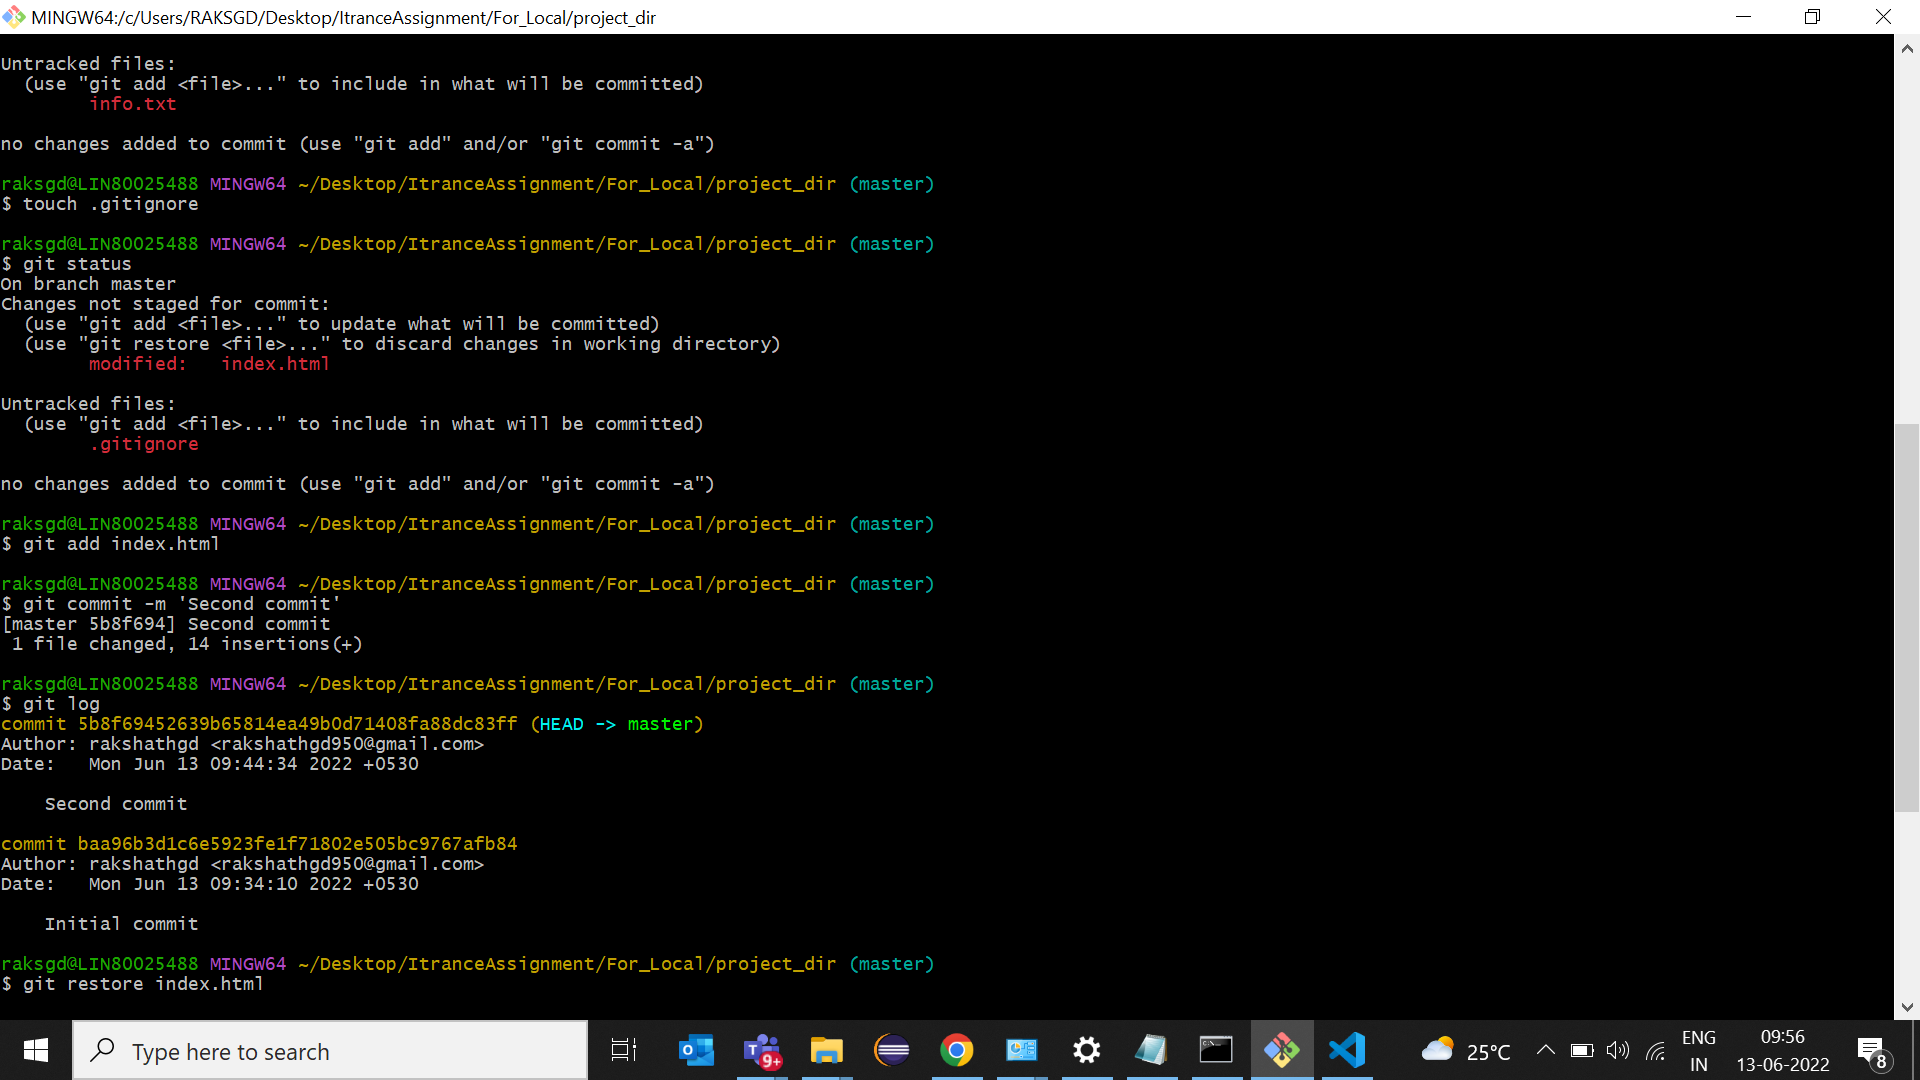 MINGW64:/c/Users/RAKSGD/Desktop/ItranceAssignment/For_Local/project_dir
Untracked files:
  (use "git add <file>..." to include in what will be committed)
        info.txt
no changes added to commit (use "git add" and/or "git commit -a")
raksgd@LIN80025488 MINGW64 ~/Desktop/ItranceAssignment/For_Local/project_dir (master)
$ touch .gitignore
raksgd@LIN80025488 MINGW64 ~/Desktop/ItranceAssignment/For_Local/project_dir (master)
$ git status
On branch master
Changes not staged for commit:
  (use "git add <file>..." to update what will be committed)
  (use "git restore <file>..." to discard changes in working directory)
        modified:   index.html
Untracked files:
  (use "git add <file>..." to include in what will be committed)
        .gitignore
no changes added to commit (use "git add" and/or "git commit -a")
raksgd@LIN80025488 MINGW64 ~/Desktop/ItranceAssignment/For_Local/project_dir (master)
$ git add index.html
raksgd@LIN80025488 MINGW64 ~/Desktop/ItranceAssignment/For_Local/project_dir (master)
$ git commit -m 'Second commit'
[master 5b8f694] Second commit
 1 file changed, 14 insertions(+)
raksgd@LIN80025488 MINGW64 ~/Desktop/ItranceAssignment/For_Local/project_dir (master)
$ git log
commit 5b8f69452639b65814ea49b0d71408fa88dc83ff (HEAD -> master)
Author: rakshathgd <rakshathgd950@gmail.com>
Date:   Mon Jun 13 09:44:34 2022 +0530
    Second commit
commit baa96b3d1c6e5923fe1f71802e505bc9767afb84
Author: rakshathgd <rakshathgd950@gmail.com>
Date:   Mon Jun 13 09:34:10 2022 +0530
    Initial commit
raksgd@LIN80025488 MINGW64 ~/Desktop/ItranceAssignment/For_Local/project_dir (master)
$ git restore index.html
Type here to search
9+
25°C
ENG
IN
09:56
13-06-2022
8